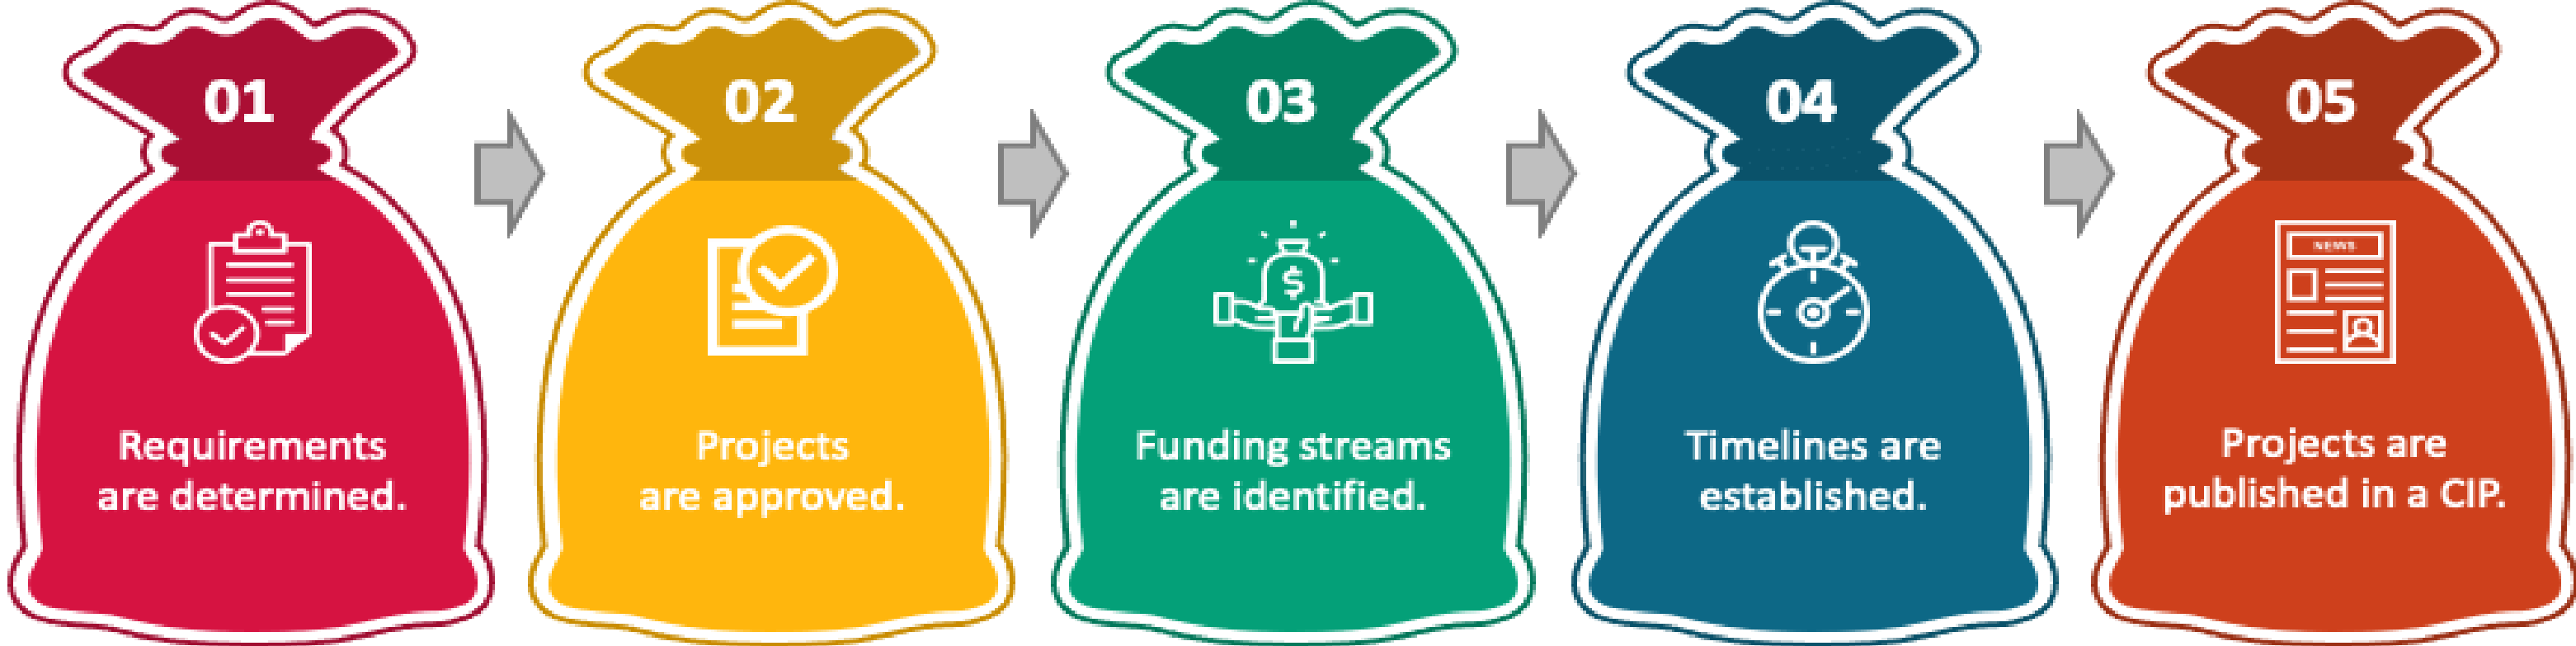 01
Requirements
are determined.
02
Projects
are approved.
03
$
Funding streams
are identified.
04
Timelines are
established.
05
NEWS
Projects are
published in a CIP.